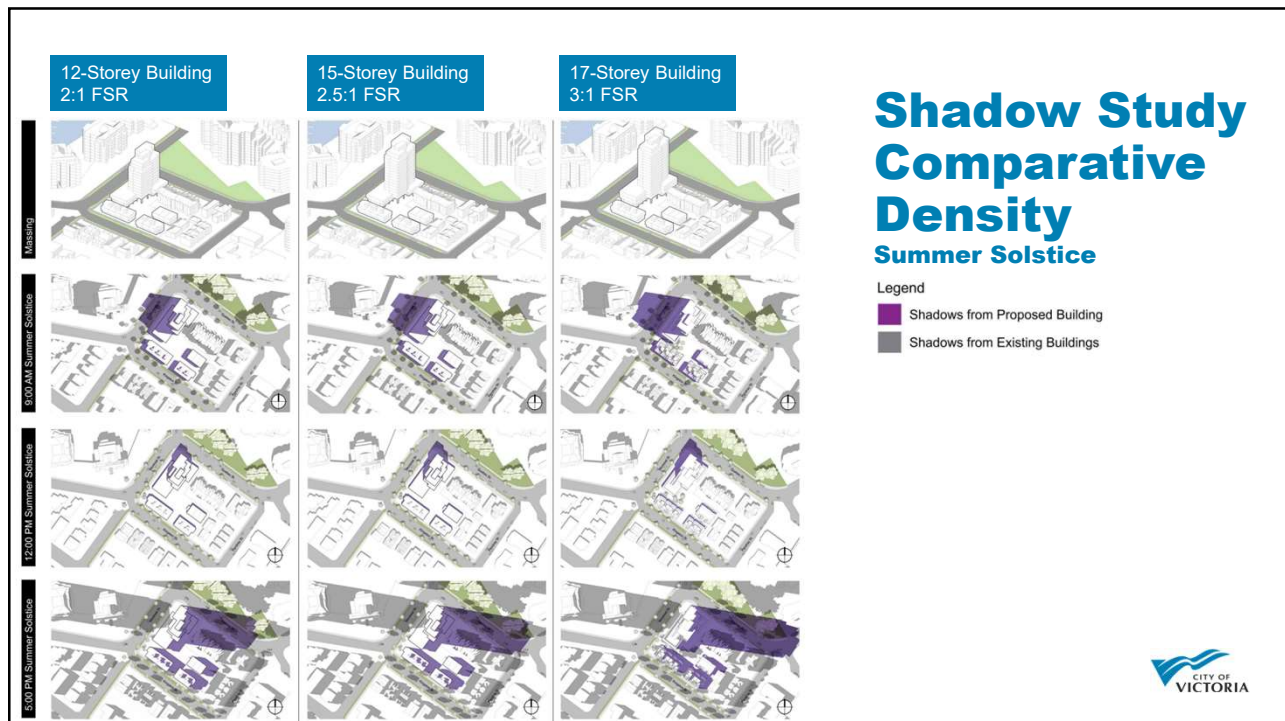 12-Storey Building
2:1 FSR
15-Storey Building
2.5:1 FSR
17-Storey Building
3:1 FSR
Shadow Study
Comparative
Density
Summer Solstice
Legend
Shadows from Proposed Building
Shadows from Existing Buildings
Massing
9:00 AM Summer Solstice
12:00 PM Summer Solstice
5:00 PM Summer Solstice
CITY OF
VICTORIA